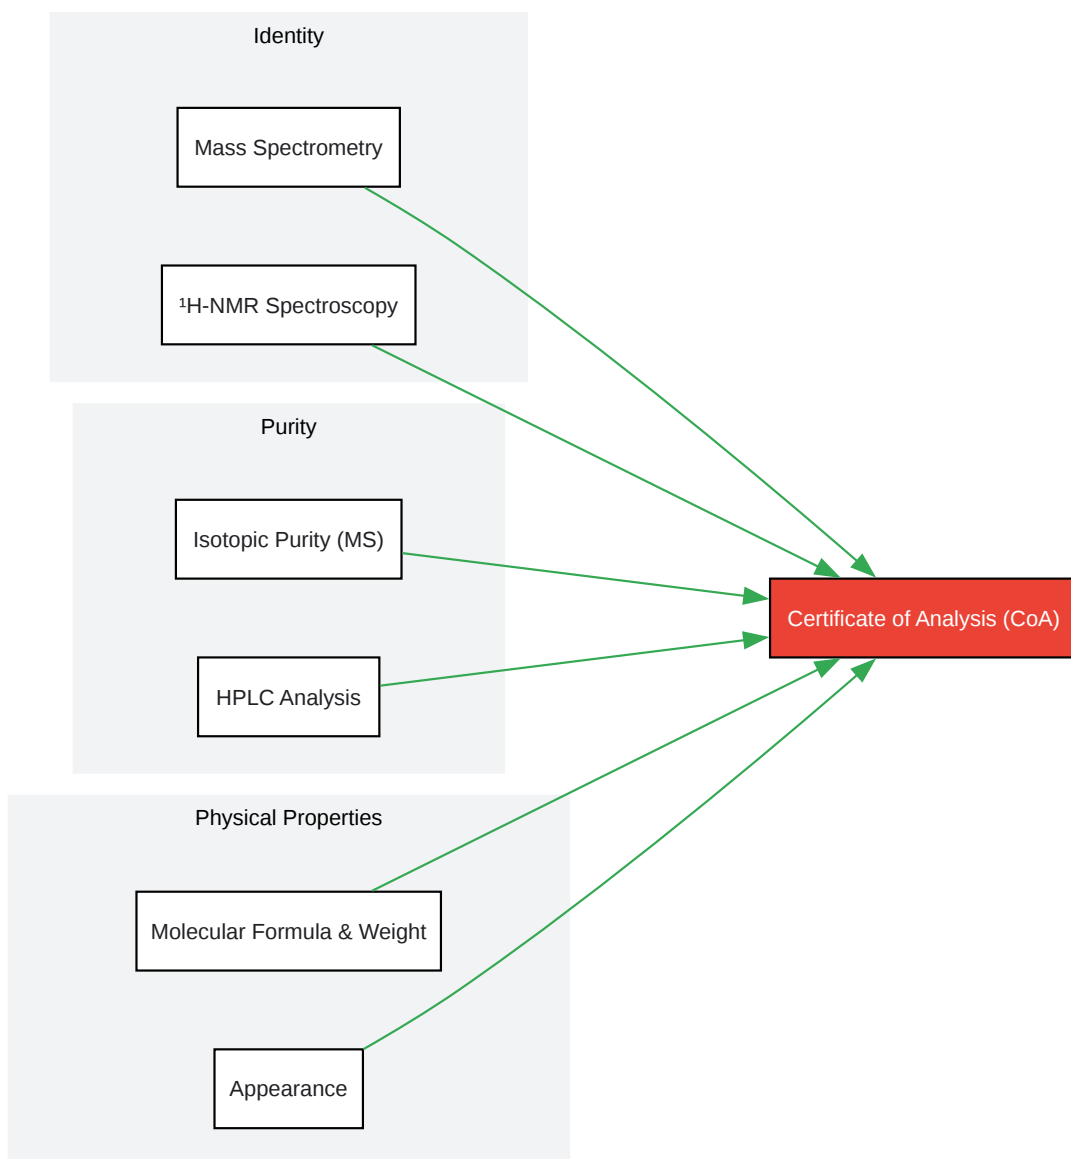 Identity
Mass Spectrometry
¹H-NMR Spectroscopy
Purity
Isotopic Purity (MS)
HPLC Analysis
Certificate of Analysis (CoA)
Physical Properties
Molecular Formula & Weight
Appearance